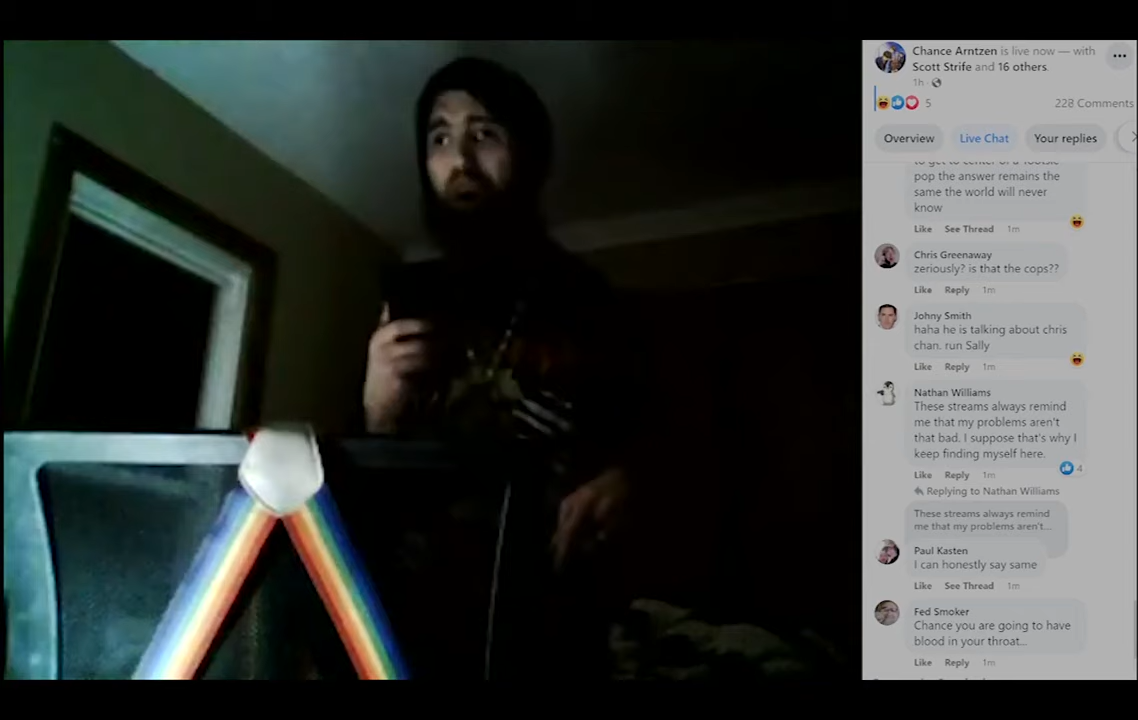 Chance Arntzen is live now — with
Scott Strife and 16 others.
1h ·
5
228 Comments
Overview
Live Chat
Your replies
to get to center of a Tootsie
pop the answer remains the
same the world will never
know
Like See Thread 1m
Chris Greenaway
zeriously? is that the cops??
Like Reply 1m
Johny Smith
haha he is talking about chris
chan. run Sally
Like Reply 1m
Nathan Williams
These streams always remind
me that my problems aren't
that bad. I suppose that's why I
keep finding myself here.
4
Like Reply 1m
Replying to Nathan Williams
These streams always remind
me that my problems aren't...
Paul Kasten
I can honestly say same
Like See Thread 1m
Fed Smoker
Chance you are going to have
blood in your throat...
Like Reply 1m